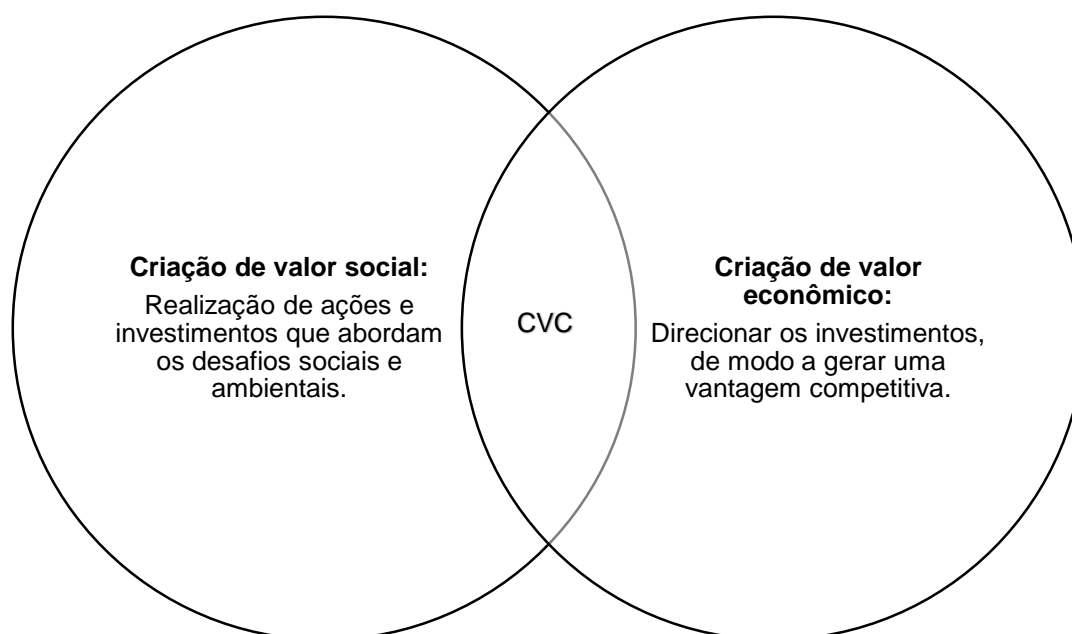 Criação de valor social:
Realização de ações e
investimentos que abordam
os desafios sociais e
ambientais.
CVC
Criação de valor
econômico:
Direcionar os investimentos,
de modo a gerar uma
vantagem competitiva.